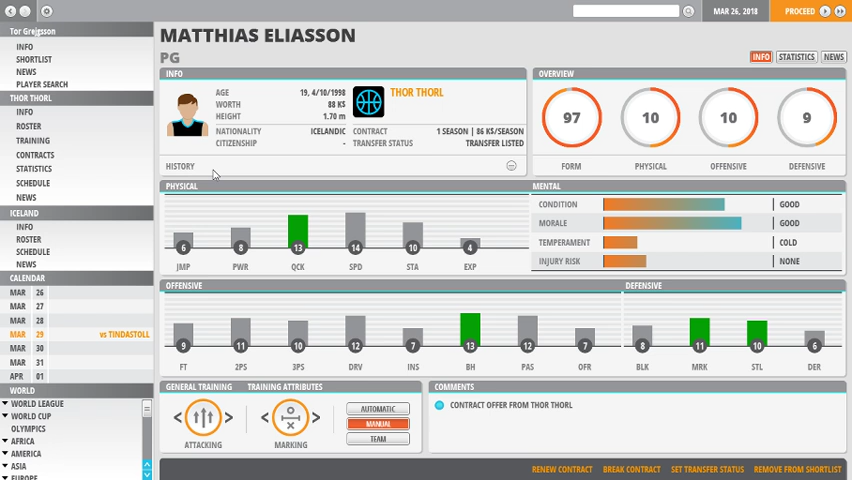 MAR 26, 2018
PROCEED
Tor Grejgsson
INFO
SHORTLIST
NEWS
PLAYER SEARCH
THOR THORL
INFO
ROSTER
TRAINING
CONTRACTS
STATISTICS
SCHEDULE
NEWS
ICELAND
INFO
ROSTER
SCHEDULE
NEWS
CALENDAR
MAR 26
MAR 27
MAR 28
MAR 29 vs TINDASTOLL
MAR 30
MAR 31
APR 01
WORLD
WORLD LEAGUE
WORLD CUP
OLYMPICS
AFRICA
AMERICA
ASIA
EUROPE
MATTHIAS ELIASSON
PG
INFO STATISTICS NEWS
INFO
AGE 19, 4/10/1998
WORTH 88 K$
HEIGHT 1.70 m
NATIONALITY ICELANDIC
CITIZENSHIP -
THOR THORL
CONTRACT 1 SEASON | 86 K$/SEASON
TRANSFER STATUS TRANSFER LISTED
HISTORY
OVERVIEW
97 10 10 9
FORM PHYSICAL OFFENSIVE DEFENSIVE
PHYSICAL
6 8 13 14 10 4
JMP PWR QCK SPD STA EXP
MENTAL
CONDITION GOOD
MORALE GOOD
TEMPERAMENT COLD
INJURY RISK NONE
OFFENSIVE
9 11 10 12 7 13 12 7
FT 2PS 3PS DRV INS BH PAS OFR
DEFENSIVE
8 11 10 6
BLK MRK STL DER
GENERAL TRAINING
ATTACKING
TRAINING ATTRIBUTES
MARKING
AUTOMATIC
MANUAL
TEAM
COMMENTS
CONTRACT OFFER FROM THOR THORL
RENEW CONTRACT BREAK CONTRACT SET TRANSFER STATUS REMOVE FROM SHORTLIST